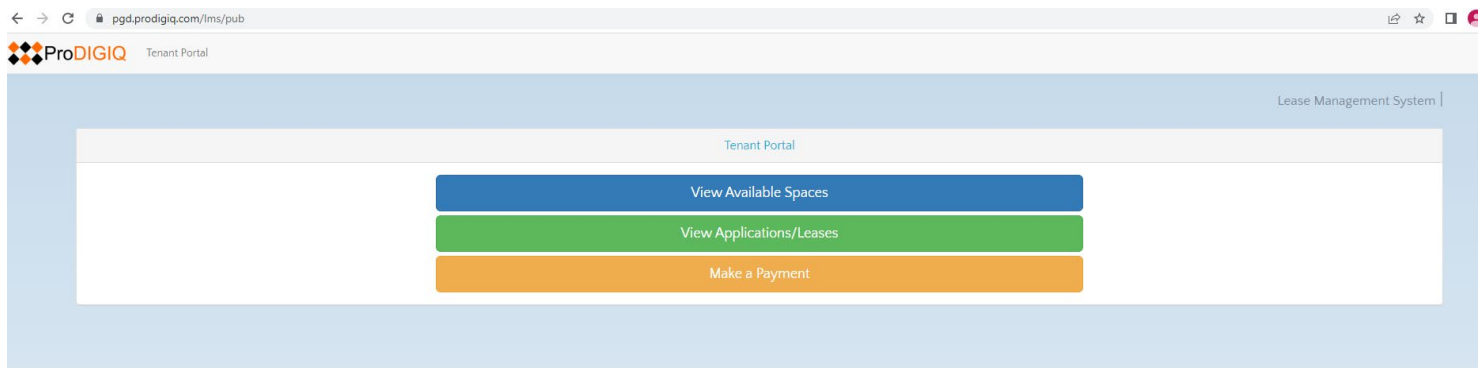 pgd.prodigiq.com/lms/pub
ProDIGIQ Tenant Portal
Lease Management System |
Tenant Portal
View Available Spaces
View Applications/Leases
Make a Payment